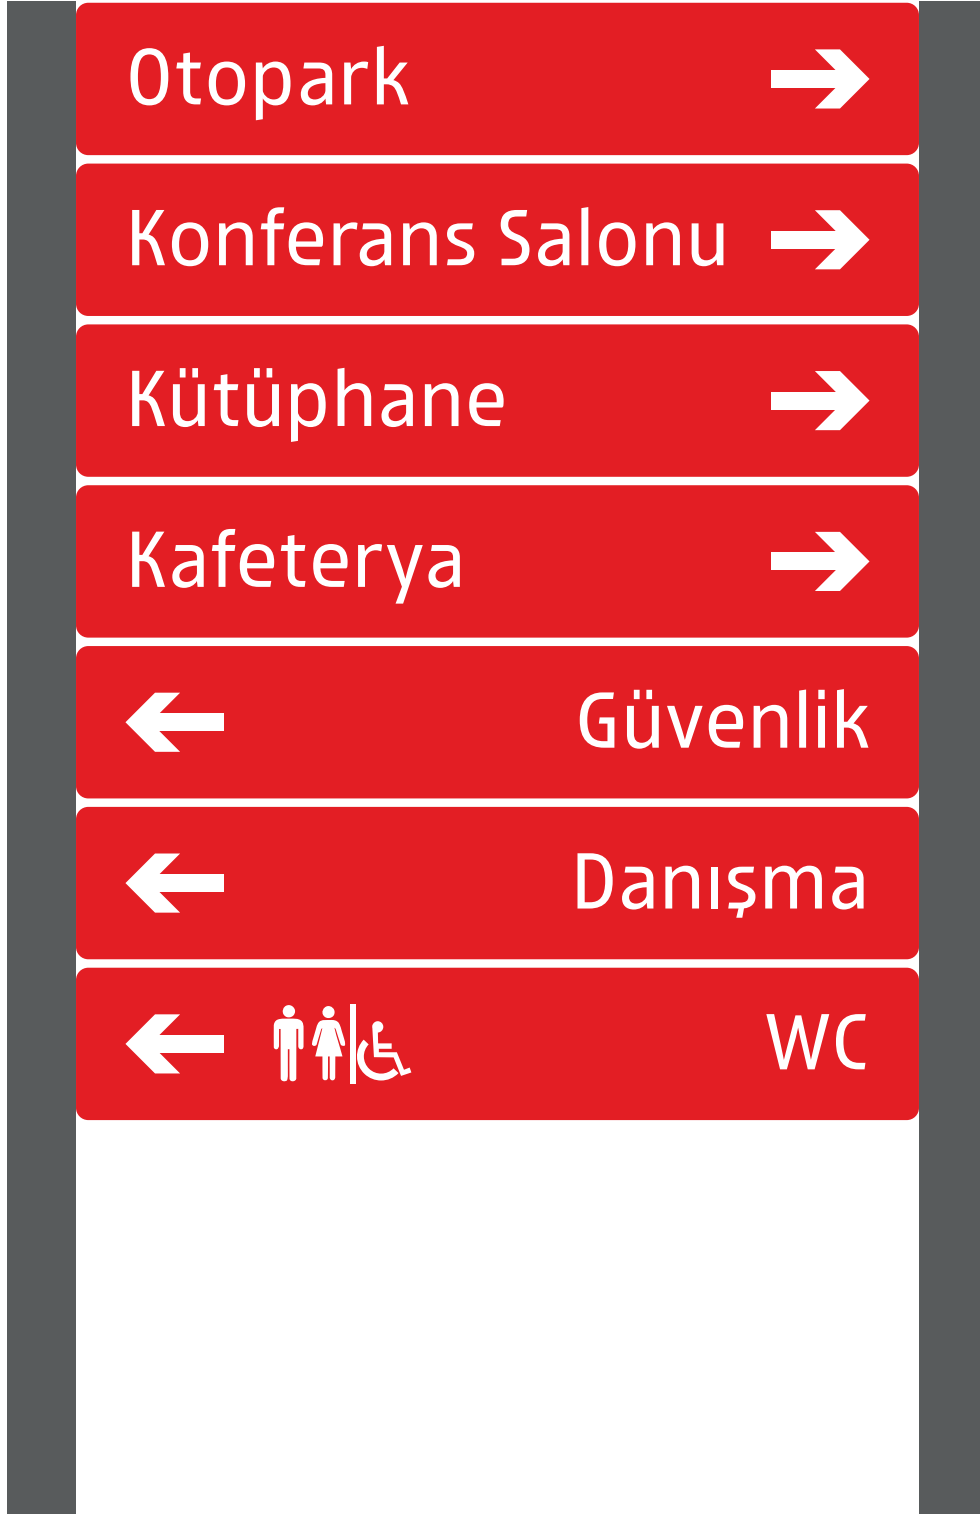 Otopark
Konferans Salonu
Kütüphane
Kafeterya
Güvenlik
Danışma
WC